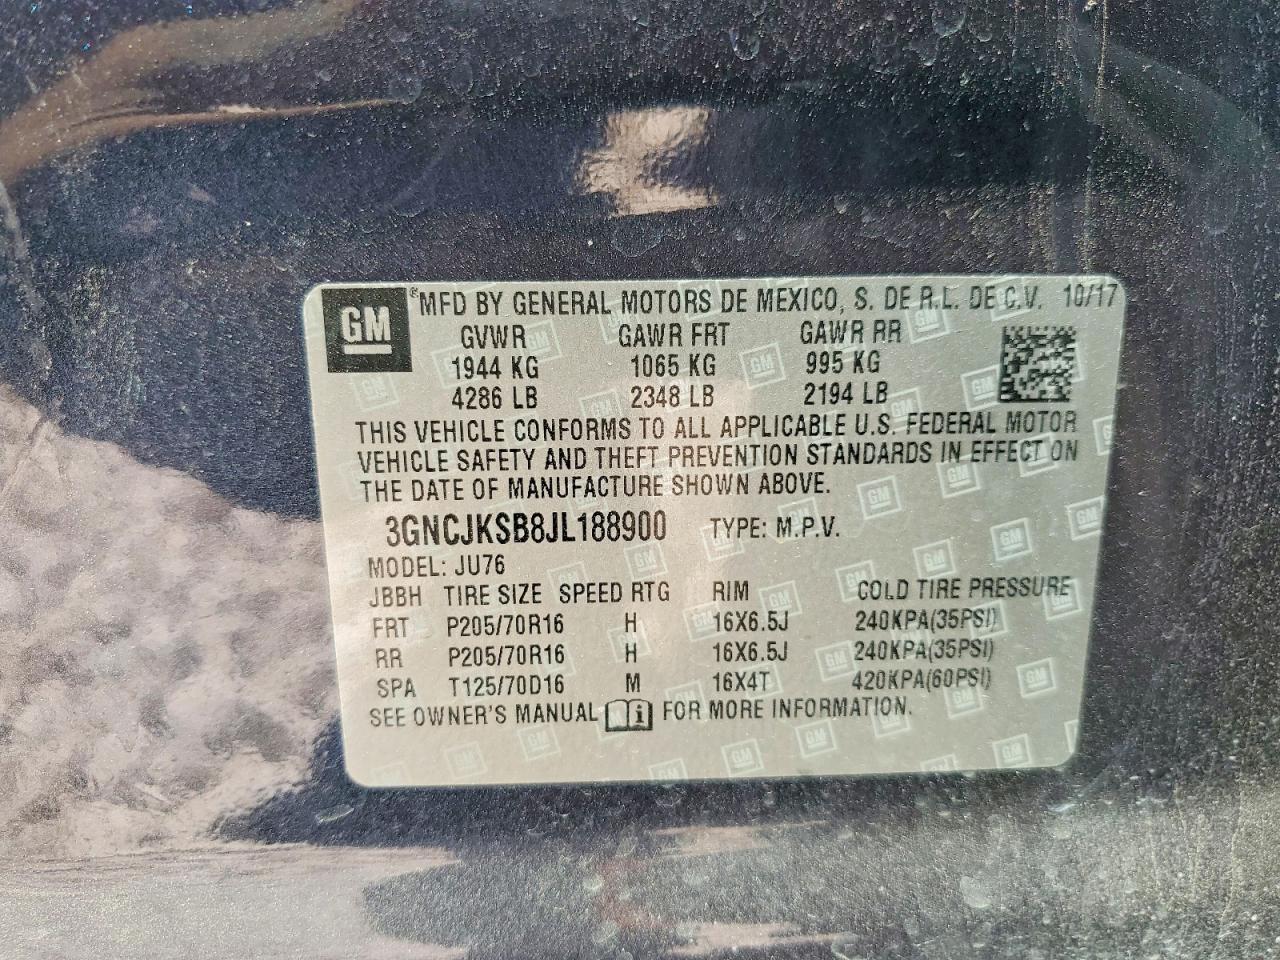 GM ® MFD BY GENERAL MOTORS DE MEXICO, S. DE R.L. DE C.V. 10/17
GVWR GAWR FRT GAWR RR
1944 KG 1065 KG 995 KG
4286 LB 2348 LB 2194 LB
THIS VEHICLE CONFORMS TO ALL APPLICABLE U.S. FEDERAL MOTOR
VEHICLE SAFETY AND THEFT PREVENTION STANDARDS IN EFFECT ON
THE DATE OF MANUFACTURE SHOWN ABOVE.
3GNCJKSB8JL188900 TYPE: M.P.V.
MODEL: JU76
JBBH TIRE SIZE SPEED RTG RIM COLD TIRE PRESSURE
FRT P205/70R16 H 16X6.5J 240KPA(35PSI)
RR P205/70R16 H 16X6.5J 240KPA(35PSI)
SPA T125/70D16 M 16X4T 420KPA(60PSI)
SEE OWNER'S MANUAL i FOR MORE INFORMATION.